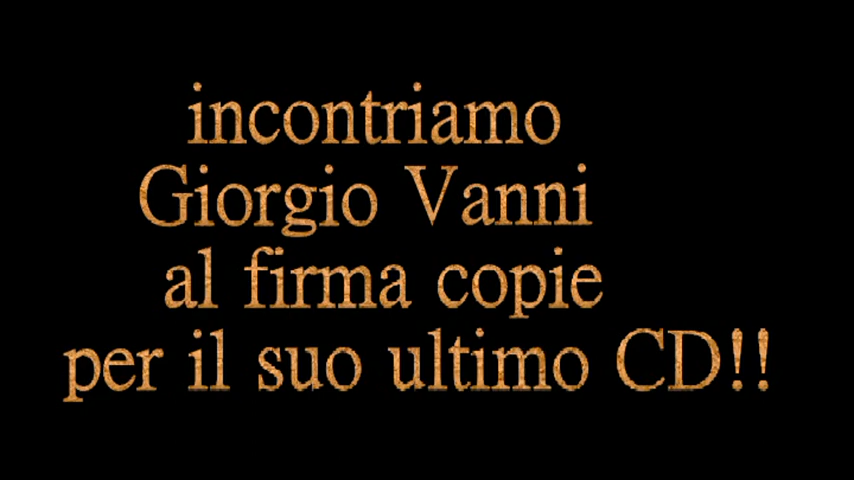 incontriamo
Giorgio Vanni
al firma copie
per il suo ultimo CD!!